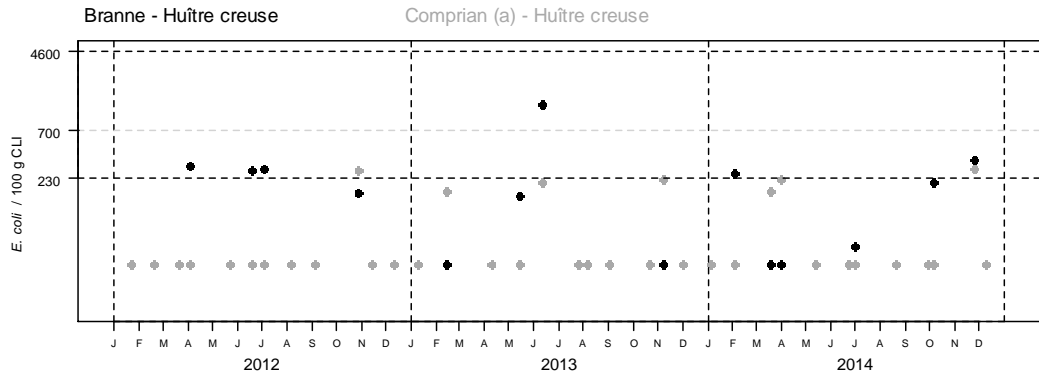 Branne - Huître creuse Comprian (a) - Huître creuse
4600
700
230
E. coli / 100 g CLI
J F M A M J J A S O N D J F M A M J J A S O N D J F M A M J J A S O N D
2012 2013 2014